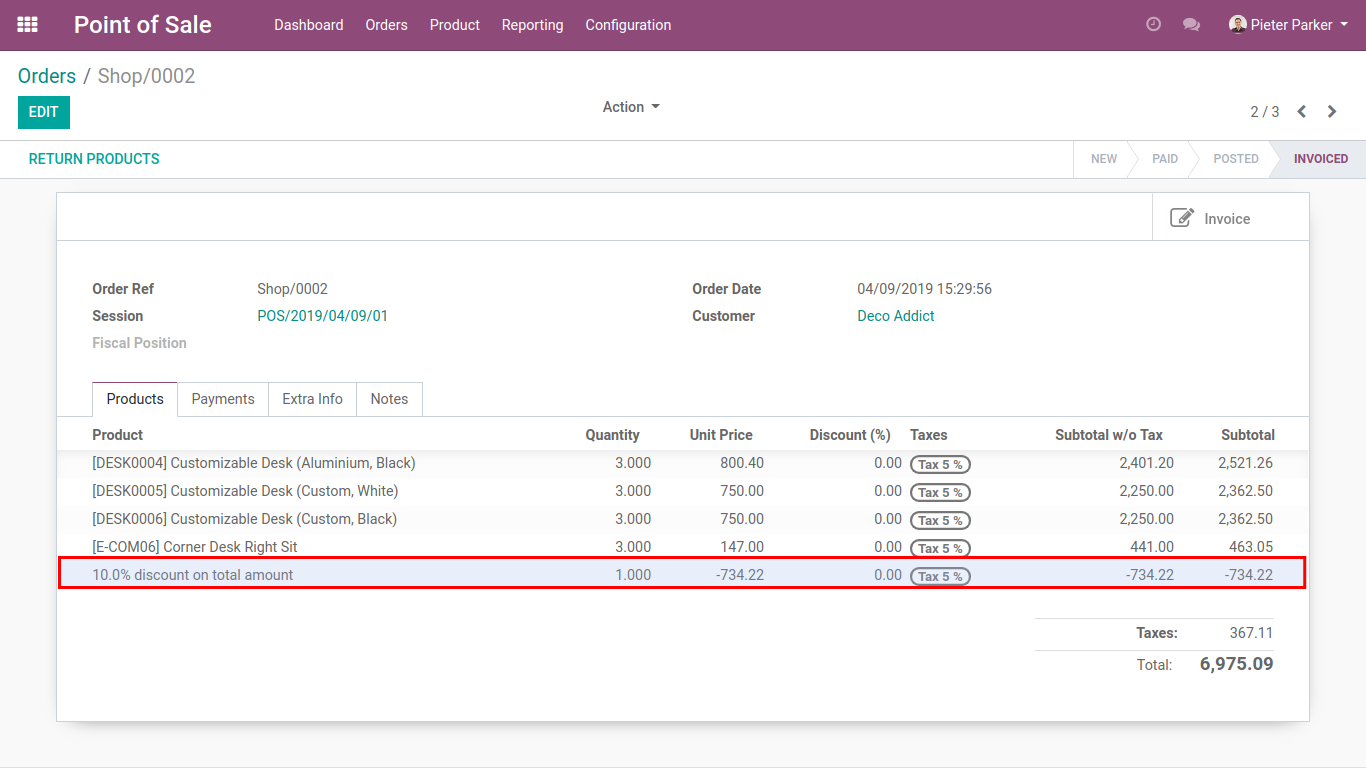 Point of Sale Dashboard Orders Product Reporting Configuration Pieter Parker
Orders / Shop/0002
EDIT Action 2 / 3
RETURN PRODUCTS NEW PAID POSTED INVOICED
Invoice
Order Ref Shop/0002 Order Date 04/09/2019 15:29:56
Session POS/2019/04/09/01 Customer Deco Addict
Fiscal Position
Products Payments Extra Info Notes
Product Quantity Unit Price Discount (%) Taxes Subtotal w/o Tax Subtotal
[DESK0004] Customizable Desk (Aluminium, Black) 3.000 800.40 0.00 Tax 5 % 2,401.20 2,521.26
[DESK0005] Customizable Desk (Custom, White) 3.000 750.00 0.00 Tax 5 % 2,250.00 2,362.50
[DESK0006] Customizable Desk (Custom, Black) 3.000 750.00 0.00 Tax 5 % 2,250.00 2,362.50
[E-COM06] Corner Desk Right Sit 3.000 147.00 0.00 Tax 5 % 441.00 463.05
10.0% discount on total amount 1.000 -734.22 0.00 Tax 5 % -734.22 -734.22
Taxes: 367.11
Total: 6,975.09